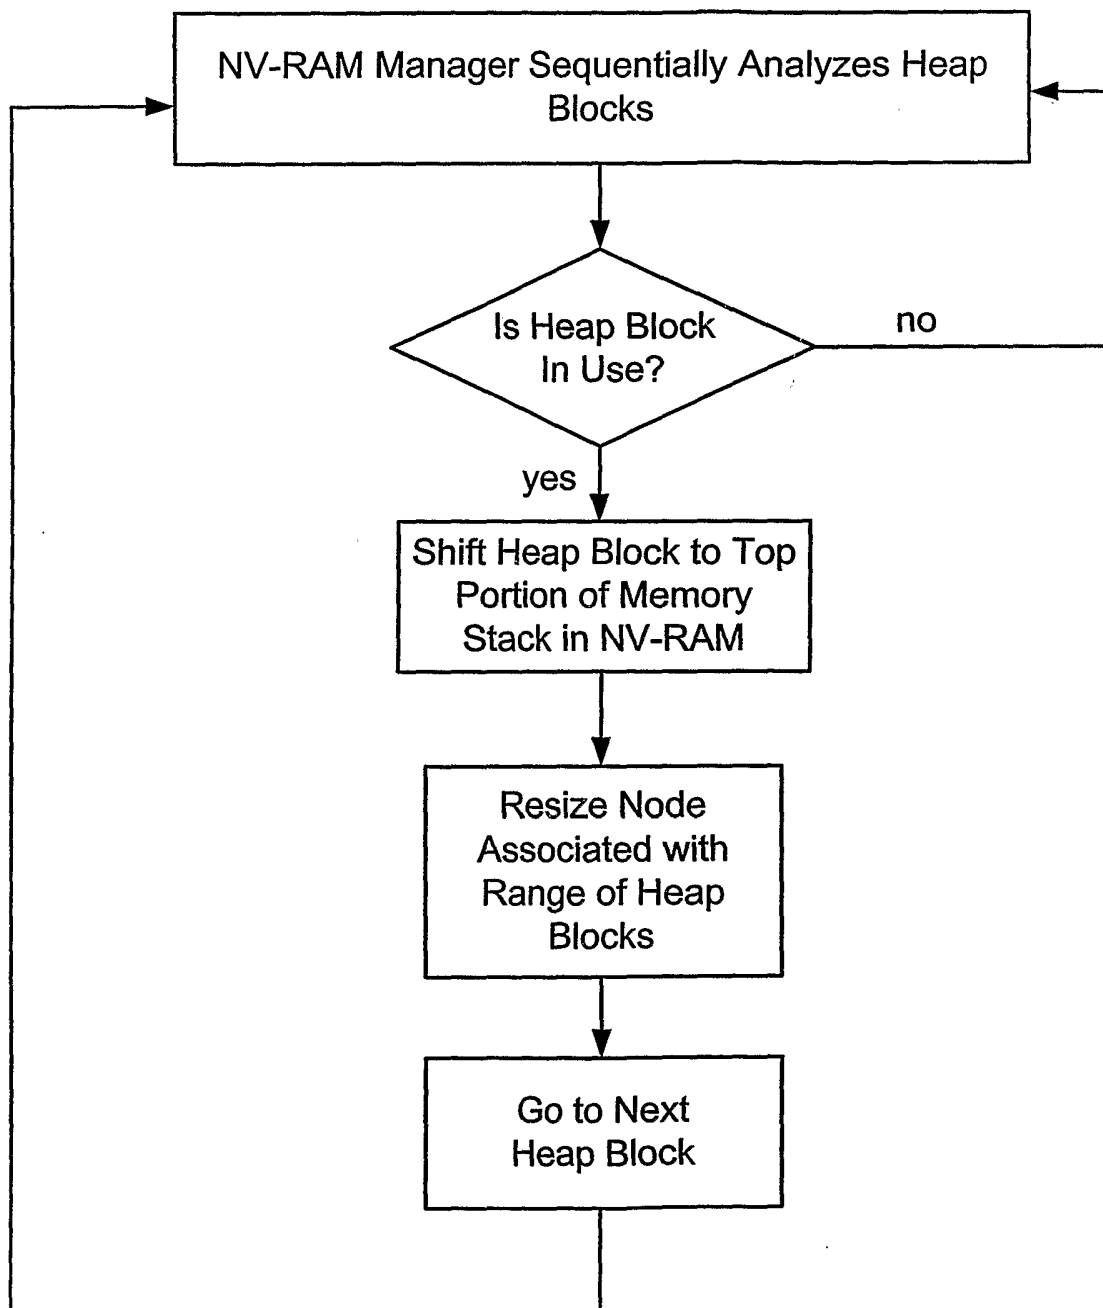 NV-RAM Manager Sequentially Analyzes Heap
Blocks
Is Heap Block
In Use?
no
yes
Shift Heap Block to Top
Portion of Memory
Stack in NV-RAM
Resize Node
Associated with
Range of Heap
Blocks
Go to Next
Heap Block